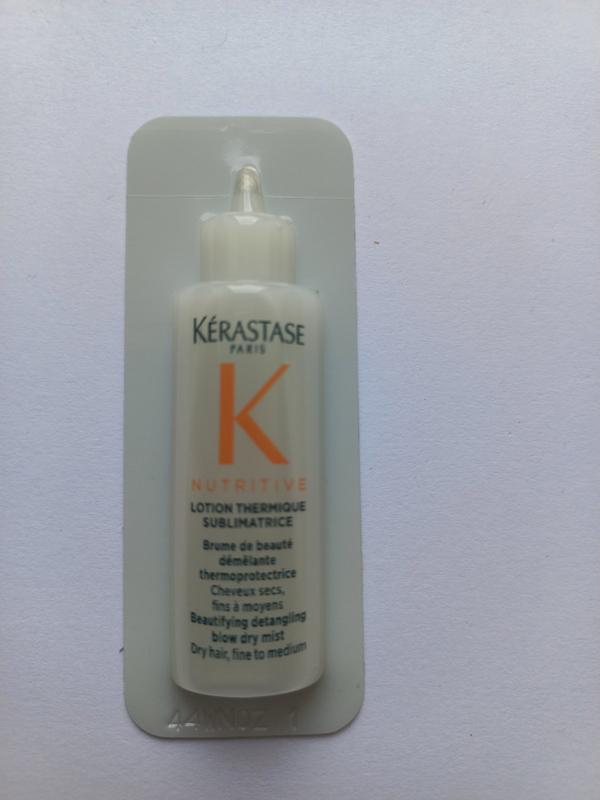 KÉRASTASE
PARIS
K
NUTRITIVE
LOTION THERMIQUE
SUBLIMATRICE
Brume de beauté
démêlante
thermoprotectrice
Cheveux secs,
fins à moyens
Beautifying detangling
blow dry mist
Dry hair, fine to medium